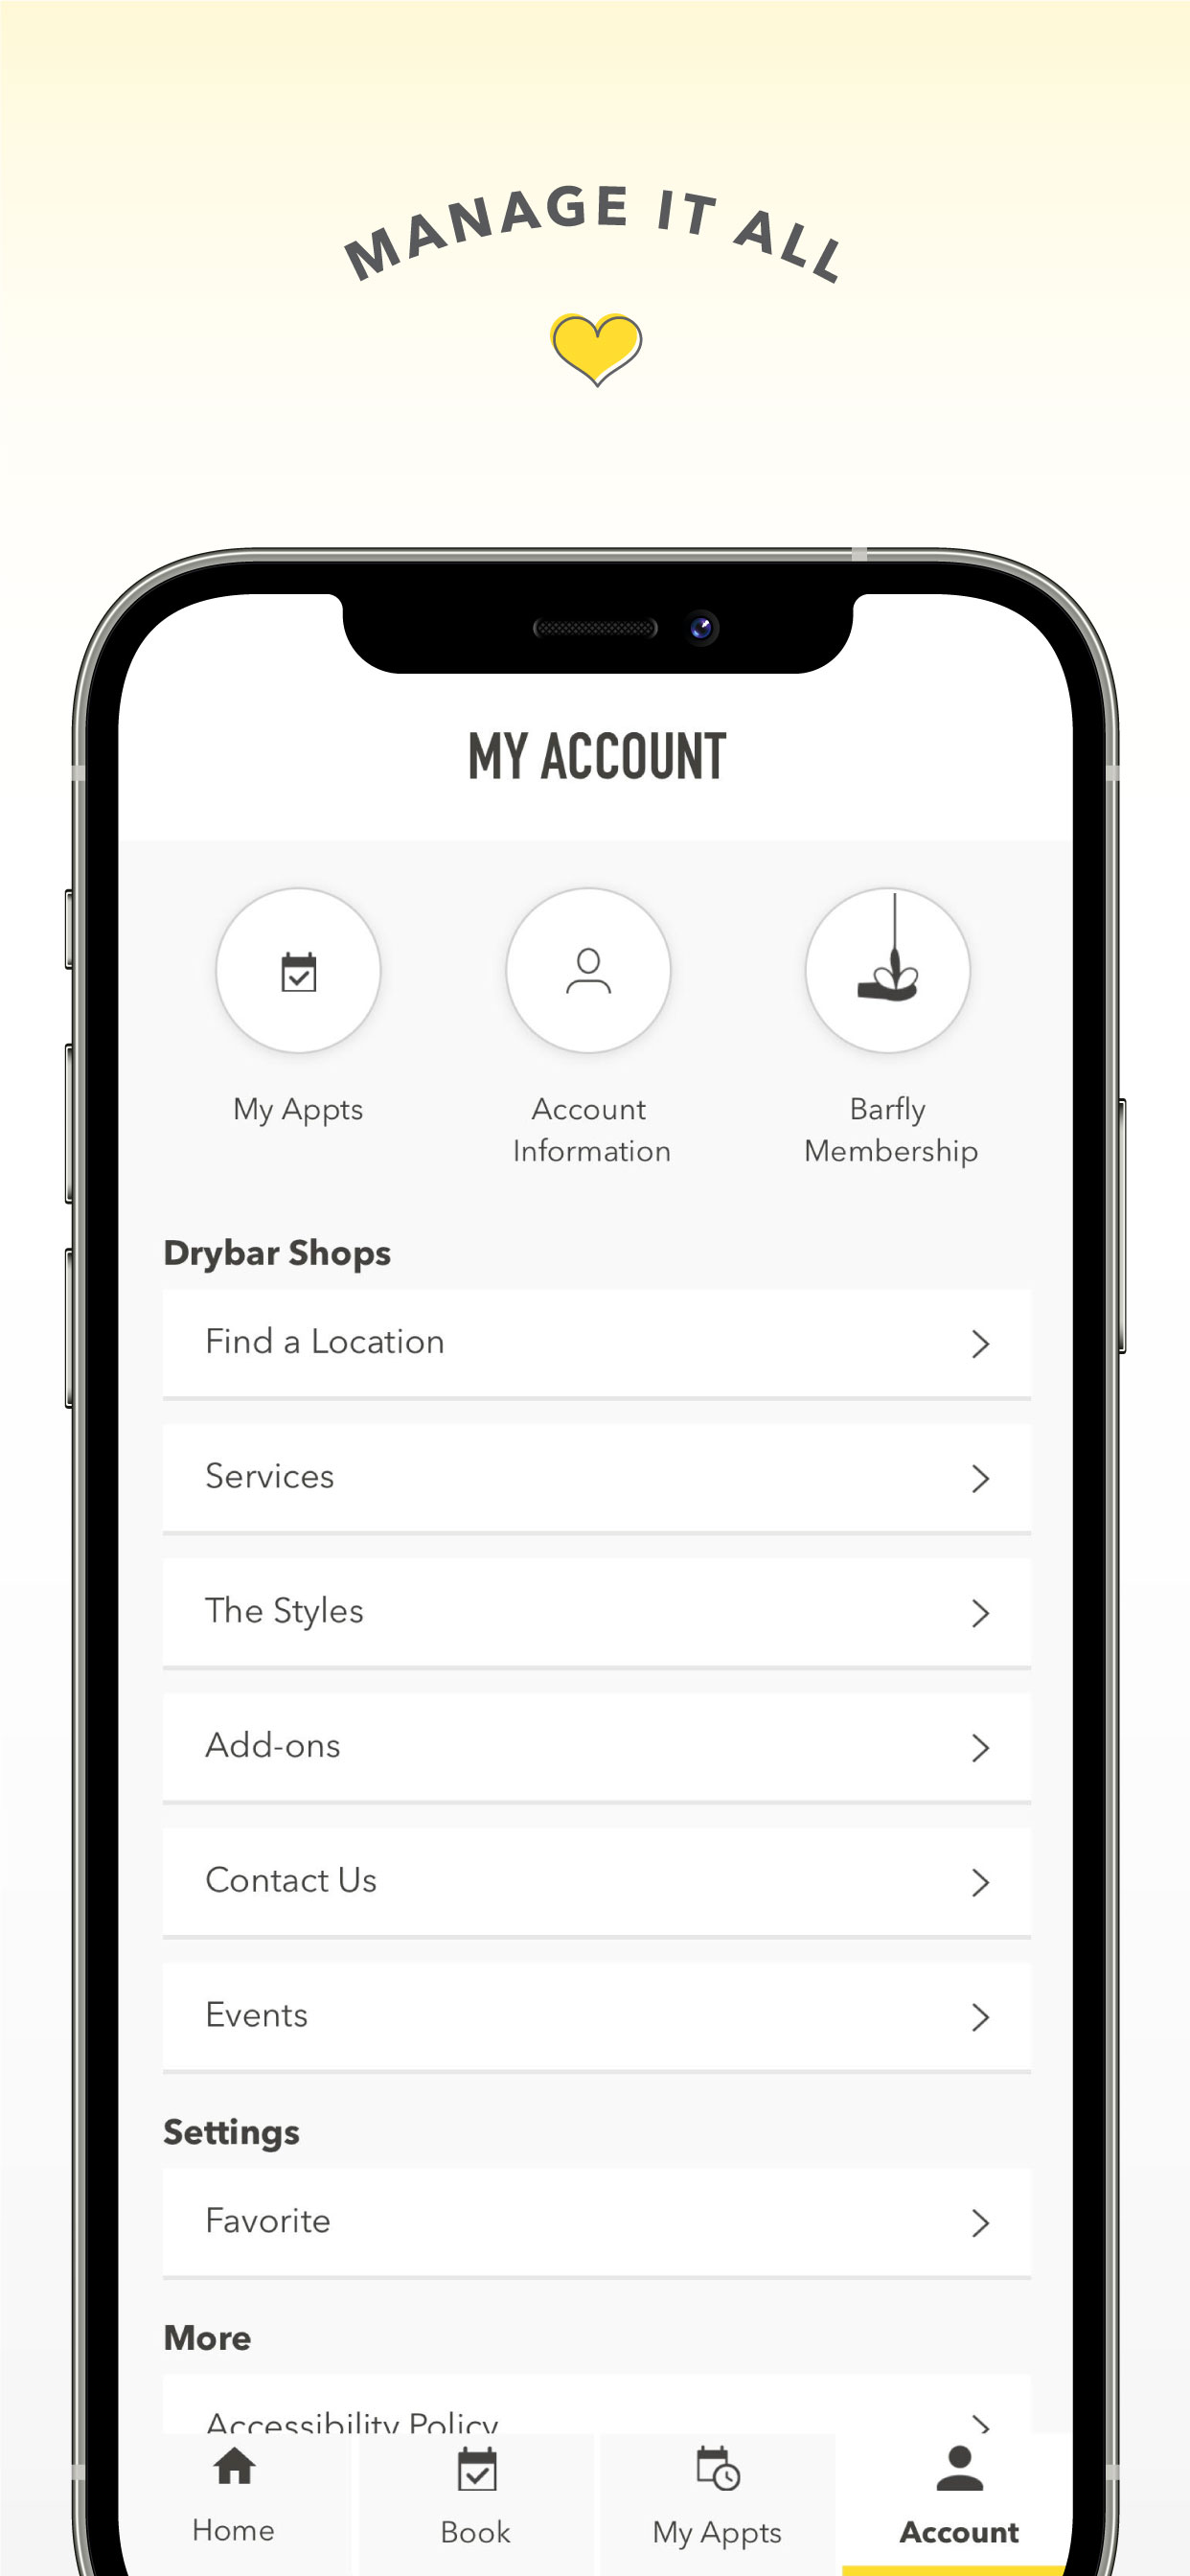 MANAGE IT ALL
MY ACCOUNT
My Appts
Account
Information
Barfly
Membership
Drybar Shops
Find a Location
Services
The Styles
Add-ons
Contact Us
Events
Settings
Favorite
More
Accessibility Policy
Home
Book
My Appts
Account